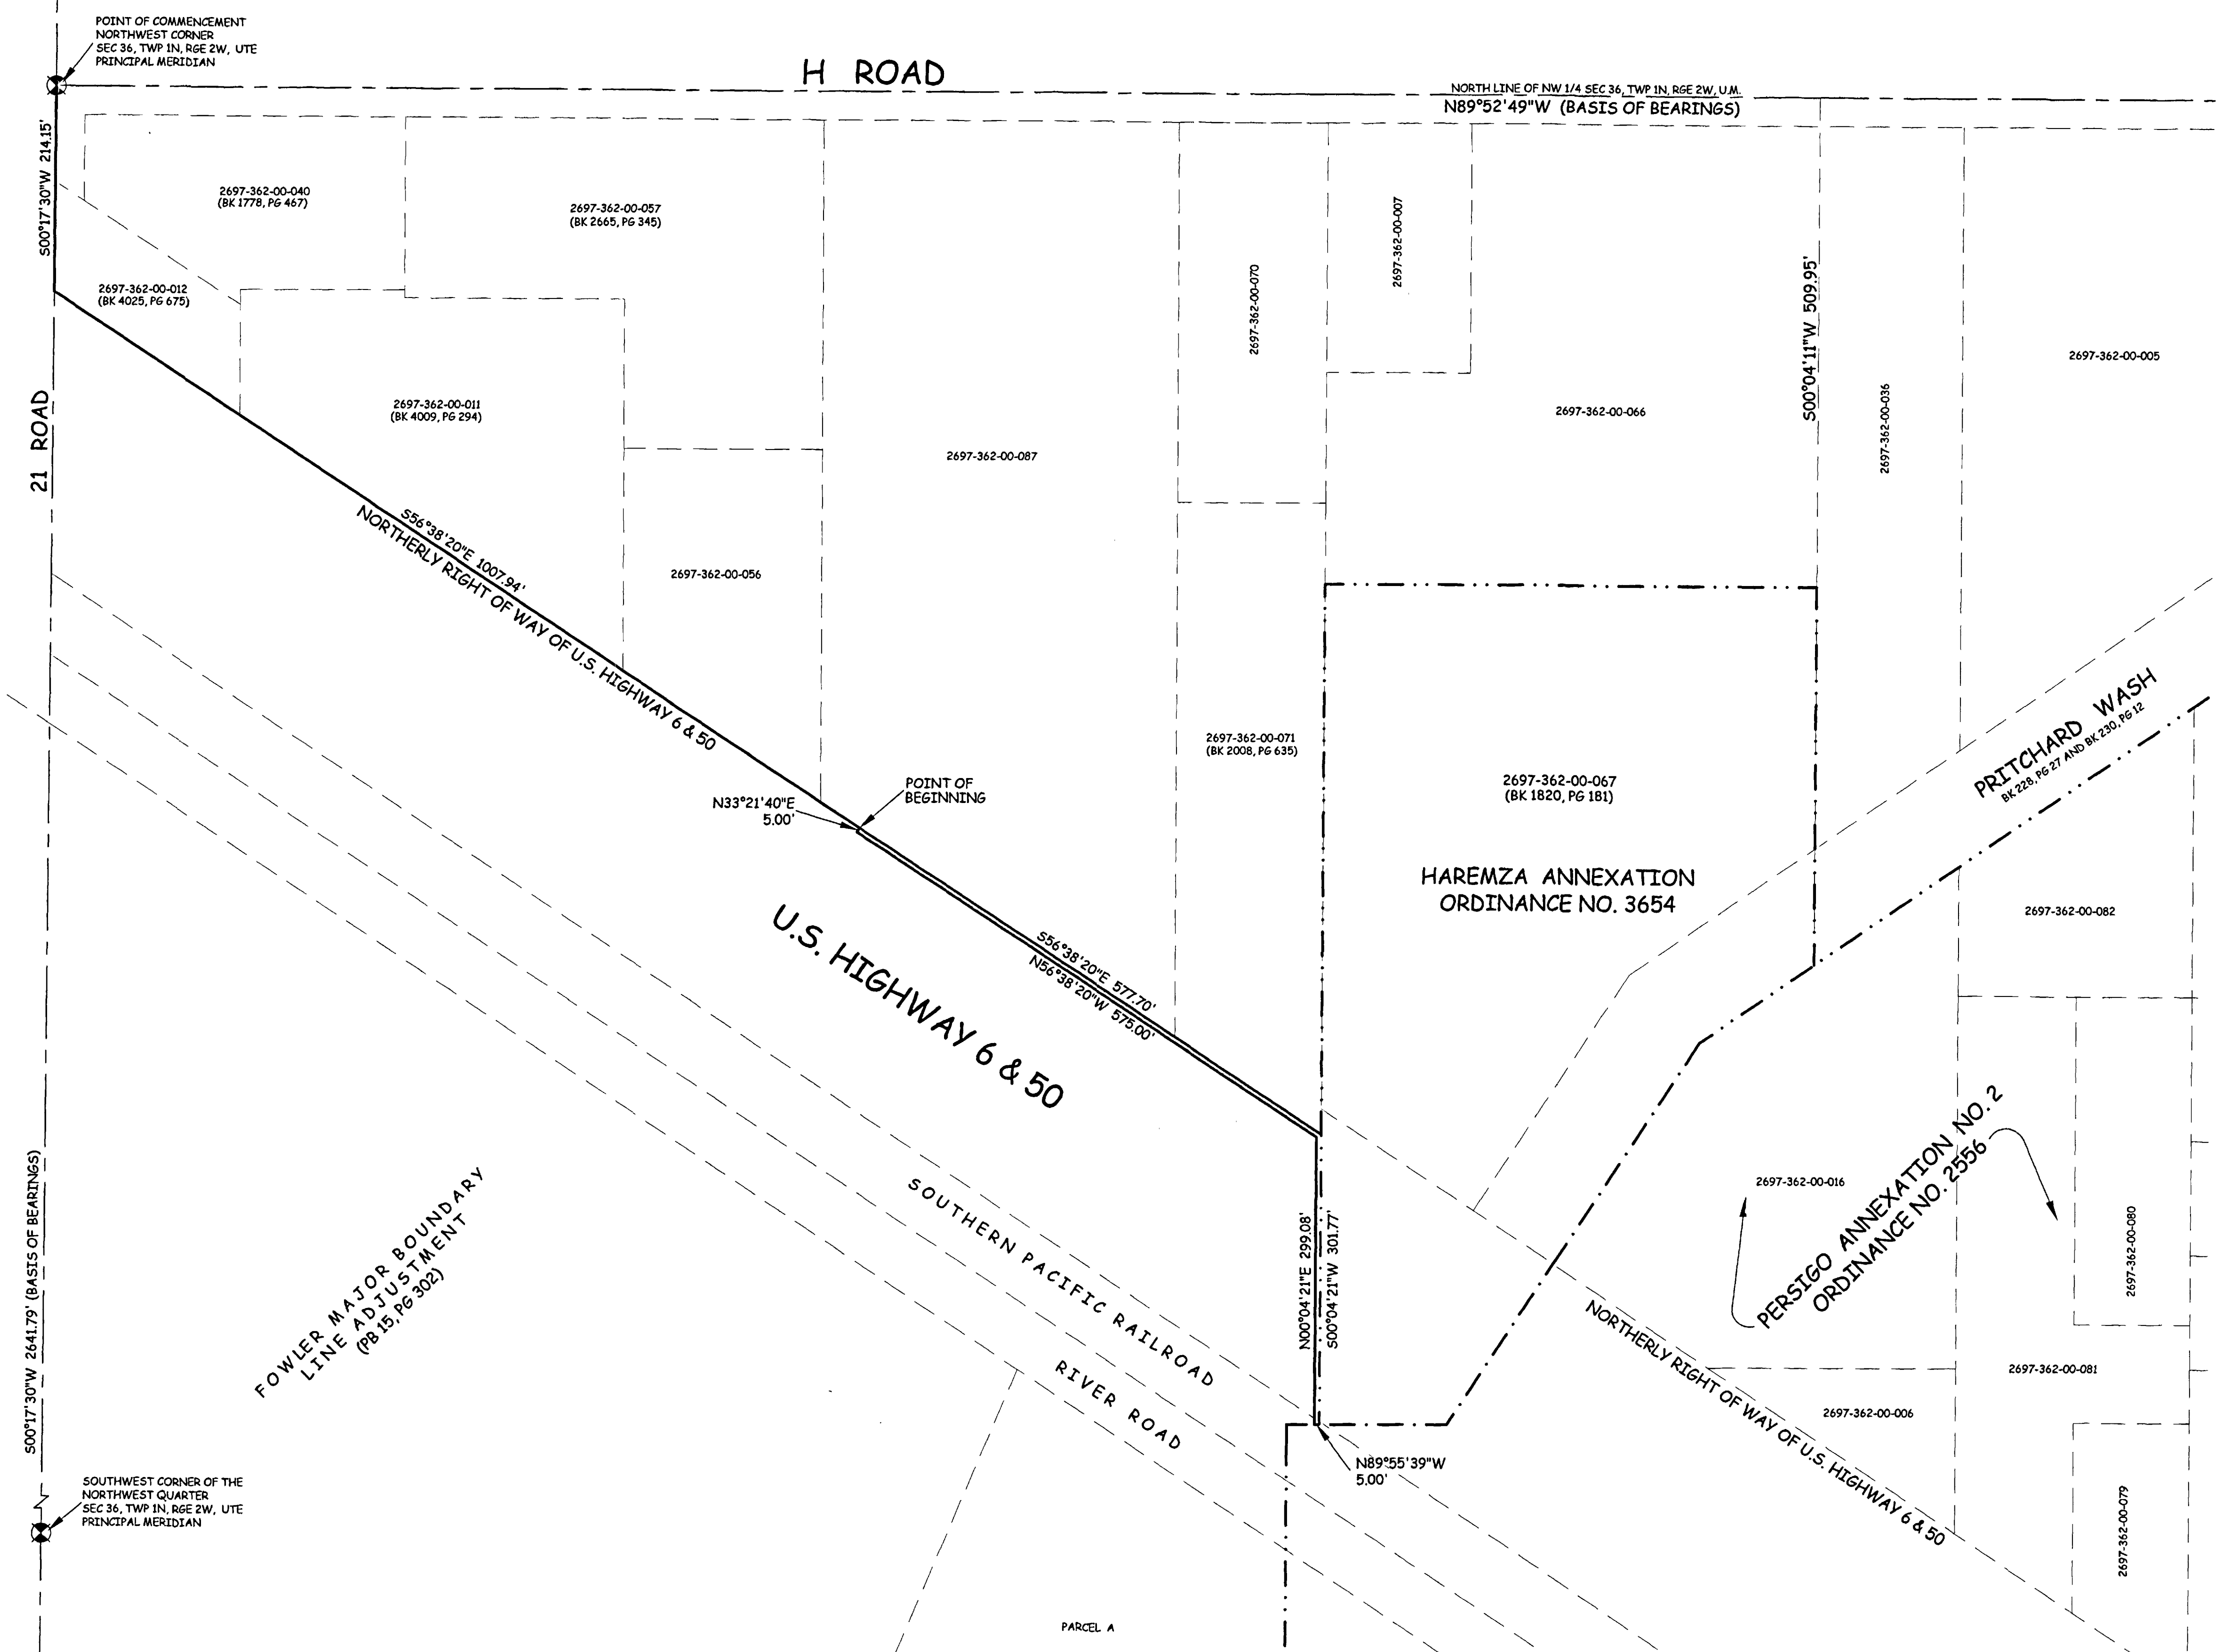 POINT OF COMMENCEMENT
NORTHWEST CORNER
SEC 36, TWP 1N, RGE 2W, UTE
PRINCIPAL MERIDIAN
H ROAD
NORTH LINE OF NW 1/4 SEC 36, TWP 1N, RGE 2W, U.M.
N89°52'49"W (BASIS OF BEARINGS)
S00°17'30"W 214.15'
2697-362-00-040
(BK 1778, PG 467)
2697-362-00-057
(BK 2665, PG 345)
2697-362-00-070
2697-362-00-007
S00°04'11"W 509.95'
2697-362-00-012
(BK 4025, PG 675)
2697-362-00-005
2697-362-00-036
2697-362-00-066
21 ROAD
2697-362-00-011
(BK 4009, PG 294)
2697-362-00-087
S56°38'20"E 1007.94'
NORTHERLY RIGHT OF WAY OF U.S. HIGHWAY 6 & 50
2697-362-00-056
2697-362-00-071
(BK 2008, PG 635)
PRITCHARD WASH
BK 228, PG 27 AND BK 230, PG 12
2697-362-00-067
(BK 1820, PG 181)
POINT OF
BEGINNING
N33°21'40"E
5.00'
HAREMZA ANNEXATION
ORDINANCE NO. 3654
2697-362-00-082
U.S. HIGHWAY 6 & 50
S56°38'20"E 577.70'
N56°38'20"W 575.00'
PERSIGO ANNEXATION NO. 2
ORDINANCE NO. 2556
2697-362-00-016
2697-362-00-080
SOUTHERN PACIFIC RAILROAD
RIVER ROAD
N00°04'21"E 299.08'
S00°04'21"W 301.77'
S00°17'30"W 2641.79' (BASIS OF BEARINGS)
FOWLER MAJOR BOUNDARY
LINE ADJUSTMENT
(PB 15, PG 302)
NORTHERLY RIGHT OF WAY OF U.S. HIGHWAY 6 & 50
2697-362-00-081
2697-362-00-006
N89°55'39"W
5.00'
SOUTHWEST CORNER OF THE
NORTHWEST QUARTER
SEC 36, TWP 1N, RGE 2W, UTE
PRINCIPAL MERIDIAN
2697-362-00-079
PARCEL A